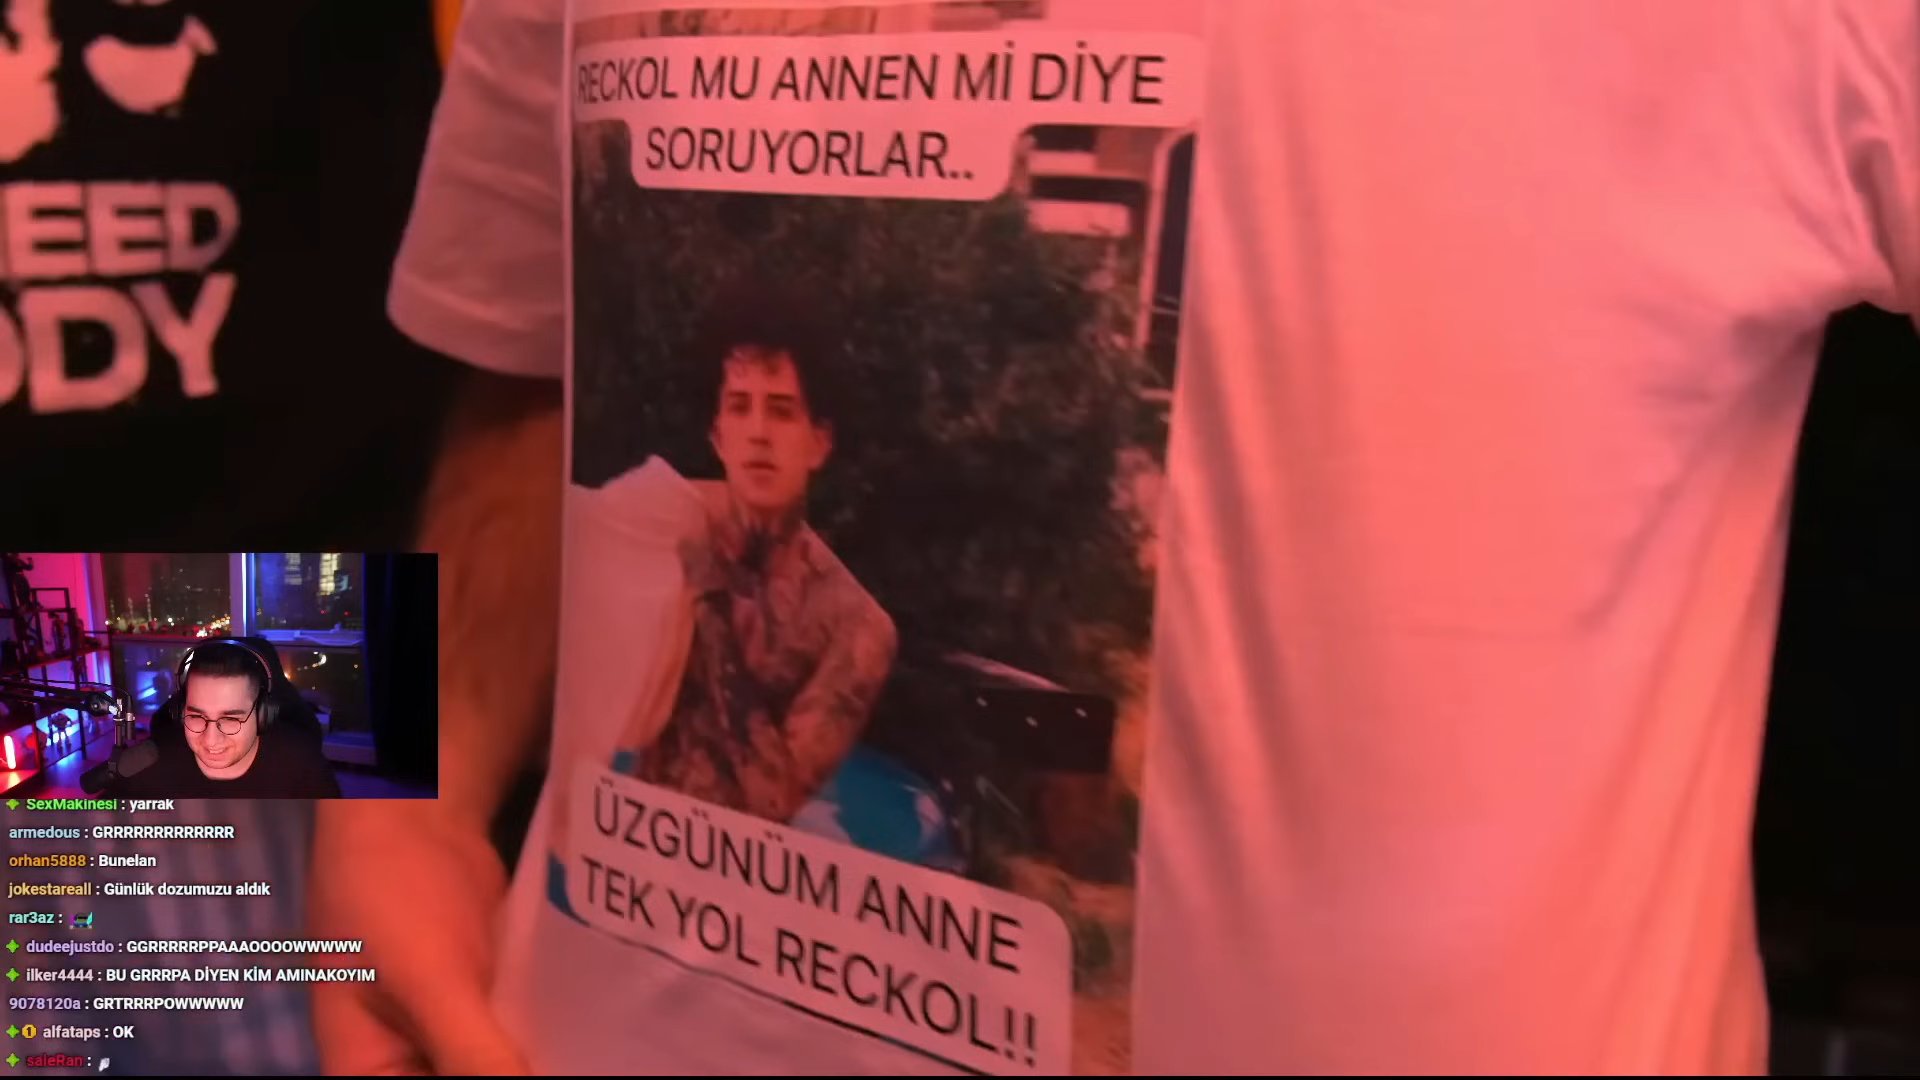 EED
DY
RECKOL MU ANNEN Mİ DİYE
SORUYORLAR..
ÜZGÜNÜM ANNE
TEK YOL RECKOL!!
SexMakinesi : yarrak
armedous : GRRRRRRRRRRRRR
orhan5888 : Bunelan
jokestareall : Günlük dozumuzu aldık
rar3az :
dudeejustdo : GGRRRRRPPAAAOOOOWWWWW
ilker4444 : BU GRRRPA DİYEN KİM AMINAKOYIM
9078120a : GRTRRRPOWWWWW
1 alfataps : OK
saieRan :